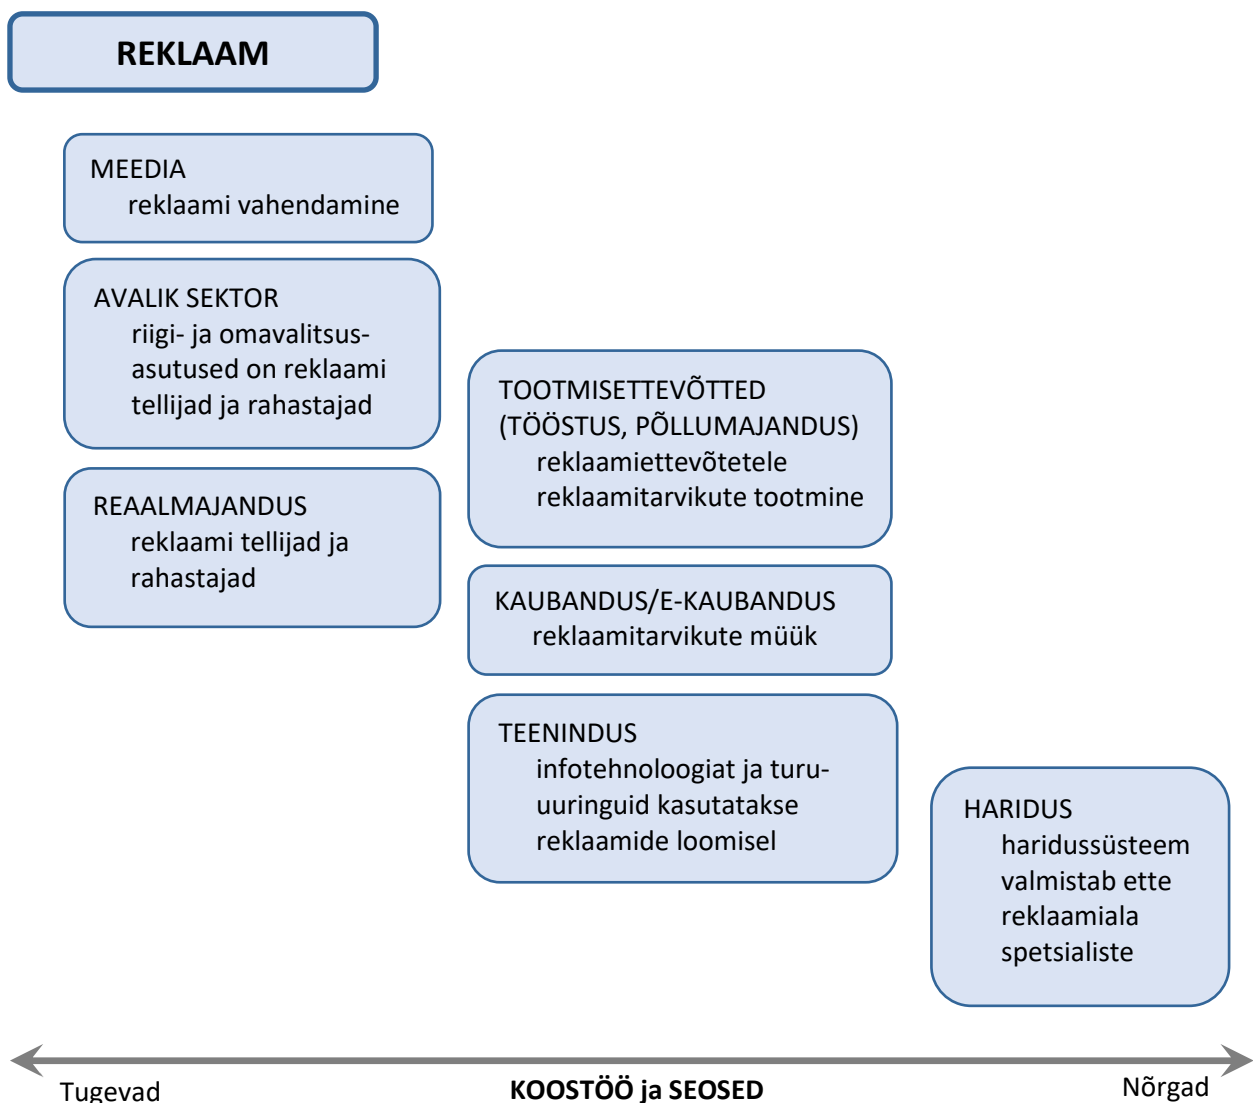 REKLAAM
MEEDIA
reklaami vahendamine
AVALIK SEKTOR
riigi- ja omavalitsus-
asutused on reklaami
tellijad ja rahastajad
REAALMAJANDUS
reklaami tellijad ja
rahastajad
TOOTMISETTEVÕTTED
(TÖÖSTUS, PÕLLUMAJANDUS)
reklaamiettevõtetele
reklaamitarvikute tootmine
KAUBANDUS/E-KAUBANDUS
reklaamitarvikute müük
TEENINDUS
infotehnoloogiat ja turu-
uuringuid kasutatakse
reklaamide loomisel
HARIDUS
haridussüsteem
valmistab ette
reklaamiala
spetsialiste
Tugevad
KOOSTÖÖ ja SEOSED
Nõrgad